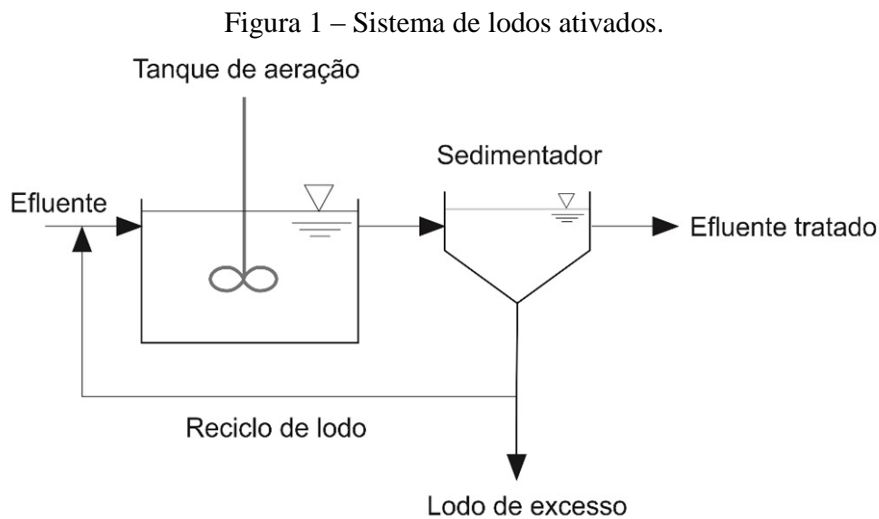 Figura 1 – Sistema de lodos ativados.
Tanque de aeração
Sedimentador
Efluente
Efluente tratado
Reciclo de lodo
Lodo de excesso